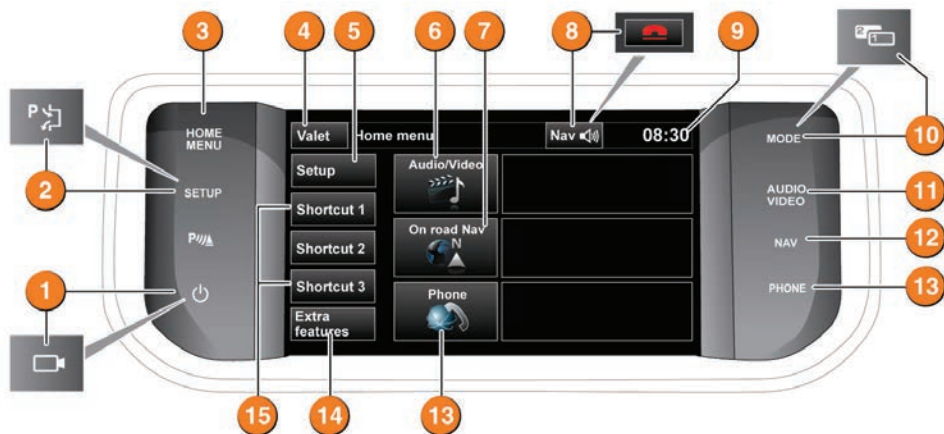 3
4
5
6
7
8
9
HOME
MENU
Valet
Home menu
Nav
08:30
MODE
2
1
10
P
2
SETUP
Setup
Audio/Video
AUDIO
VIDEO
11
Shortcut 1
P
On road Nav
N
NAV
12
Shortcut 2
1
Shortcut 3
Phone
PHONE
13
Extra
features
15
14
13